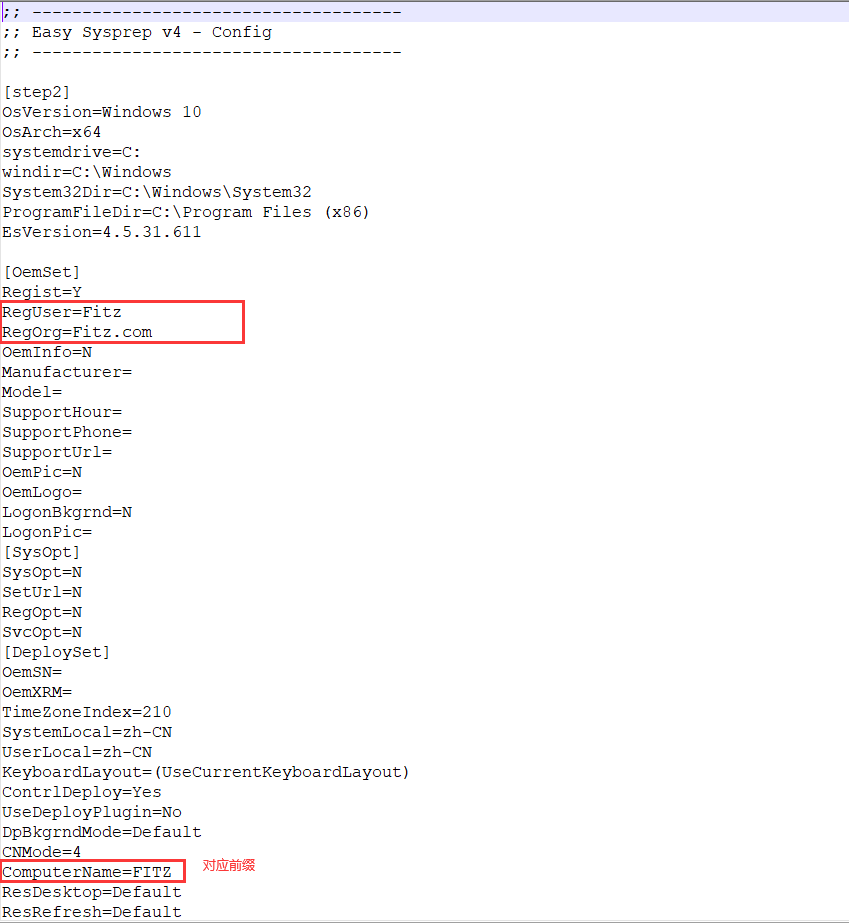 ;; -------------------------------------
;; Easy Sysprep v4 - Config
;; -------------------------------------
[step2]
OsVersion=Windows 10
OsArch=x64
systemdrive=C:
windir=C:\Windows
System32Dir=C:\Windows\System32
ProgramFileDir=C:\Program Files (x86)
EsVersion=4.5.31.611
[OemSet]
Regist=Y
RegUser=Fitz
RegOrg=Fitz.com
OemInfo=N
Manufacturer=
Model=
SupportHour=
SupportPhone=
SupportUrl=
OemPic=N
OemLogo=
LogonBkgrnd=N
LogonPic=
[SysOpt]
SysOpt=N
SetUrl=N
RegOpt=N
SvcOpt=N
[DeploySet]
OemSN=
OemXRM=
TimeZoneIndex=210
SystemLocal=zh-CN
UserLocal=zh-CN
KeyboardLayout=(UseCurrentKeyboardLayout)
ContrlDeploy=Yes
UseDeployPlugin=No
DpBkgrndMode=Default
CNMode=4
ComputerName=FITZ 对应前缀
ResDesktop=Default
ResRefresh=Default